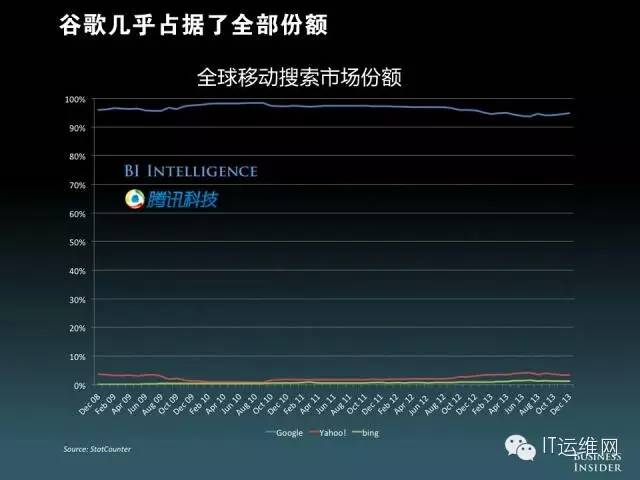 谷歌几乎占据了全部份额
全球移动搜索市场份额
100%
90%
80%
70%
60%
50%
40%
30%
20%
10%
0%
BI INTELLIGENCE
腾讯科技
Dec 08
Feb 09
Apr 09
Jun 09
Aug 09
Oct 09
Dec 09
Feb 10
Apr 10
Jun 10
Aug 10
Oct 10
Dec 10
Feb 11
Apr 11
Jun 11
Aug 11
Oct 11
Dec 11
Feb 12
Apr 12
Jun 12
Aug 12
Oct 12
Dec 12
Feb 13
Apr 13
Jun 13
Aug 13
Oct 13
Dec 13
Google Yahoo! bing
Source: StatCounter
IT运维网
BUSINESS
INSIDER